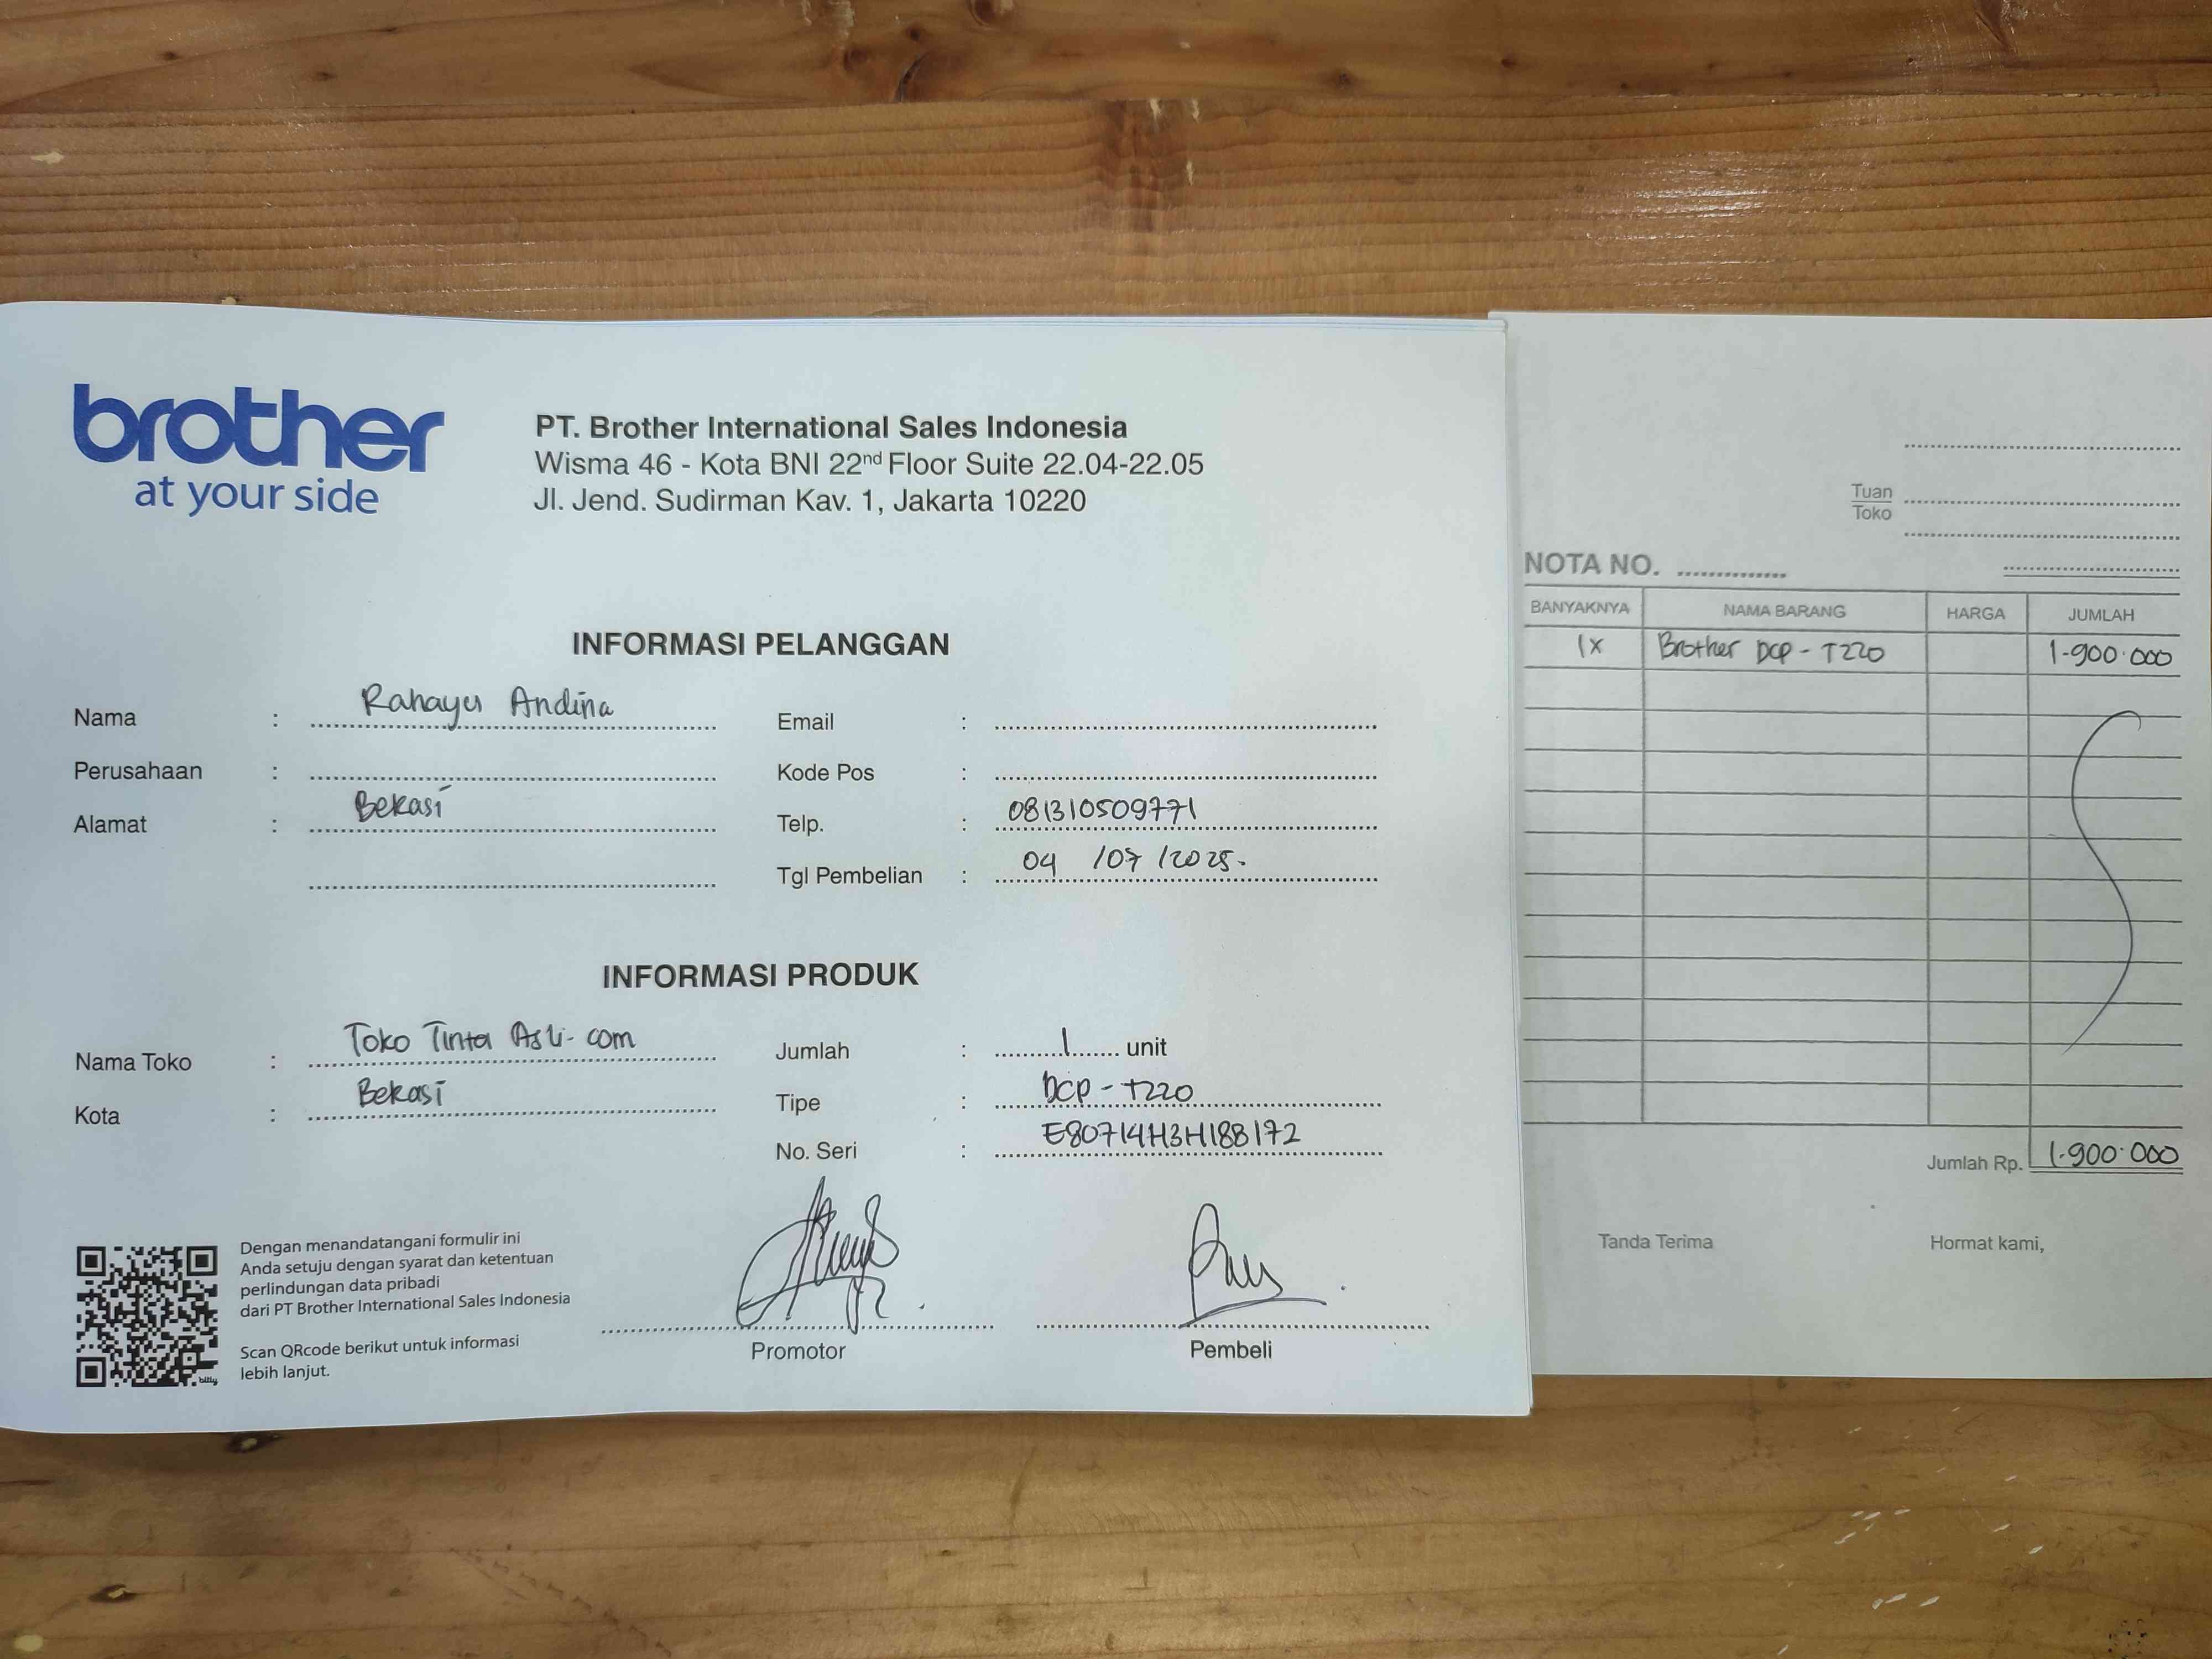 brother
at your side
PT. Brother International Sales Indonesia
Wisma 46 - Kota BNI 22nd Floor Suite 22.04-22.05
Jl. Jend. Sudirman Kav. 1, Jakarta 10220
INFORMASI PELANGGAN
Nama : Rahayu Andina
Perusahaan :
Alamat : Bekasi
Email :
Kode Pos :
Telp. : 081310509771
Tgl Pembelian : 04 /07 /2025.
INFORMASI PRODUK
Nama Toko : Toko Tinta Asli.com
Kota : Bekasi
Jumlah : 1 unit
Tipe : DCP-T220
No. Seri : E80714H3H188172
Dengan menandatangani formulir ini
Anda setuju dengan syarat dan ketentuan
perlindungan data pribadi
dari PT Brother International Sales Indonesia
Scan QRcode berikut untuk informasi
lebih lanjut.
bitly
Promotor
Pembeli
Tuan
Toko
NOTA NO.
BANYAKNYA NAMA BARANG HARGA JUMLAH
1x Brother DCP-T220 1.900.000
Jumlah Rp. 1.900.000
Tanda Terima
Hormat kami,